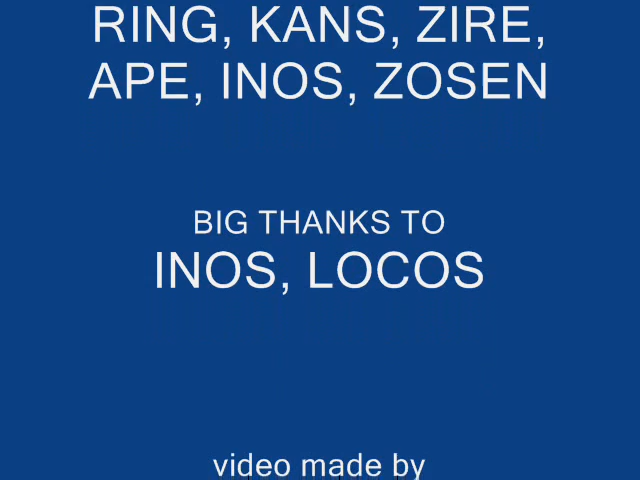 RING, KANS, ZIRE,
APE, INOS, ZOSEN
BIG THANKS TO
INOS, LOCOS
video made by